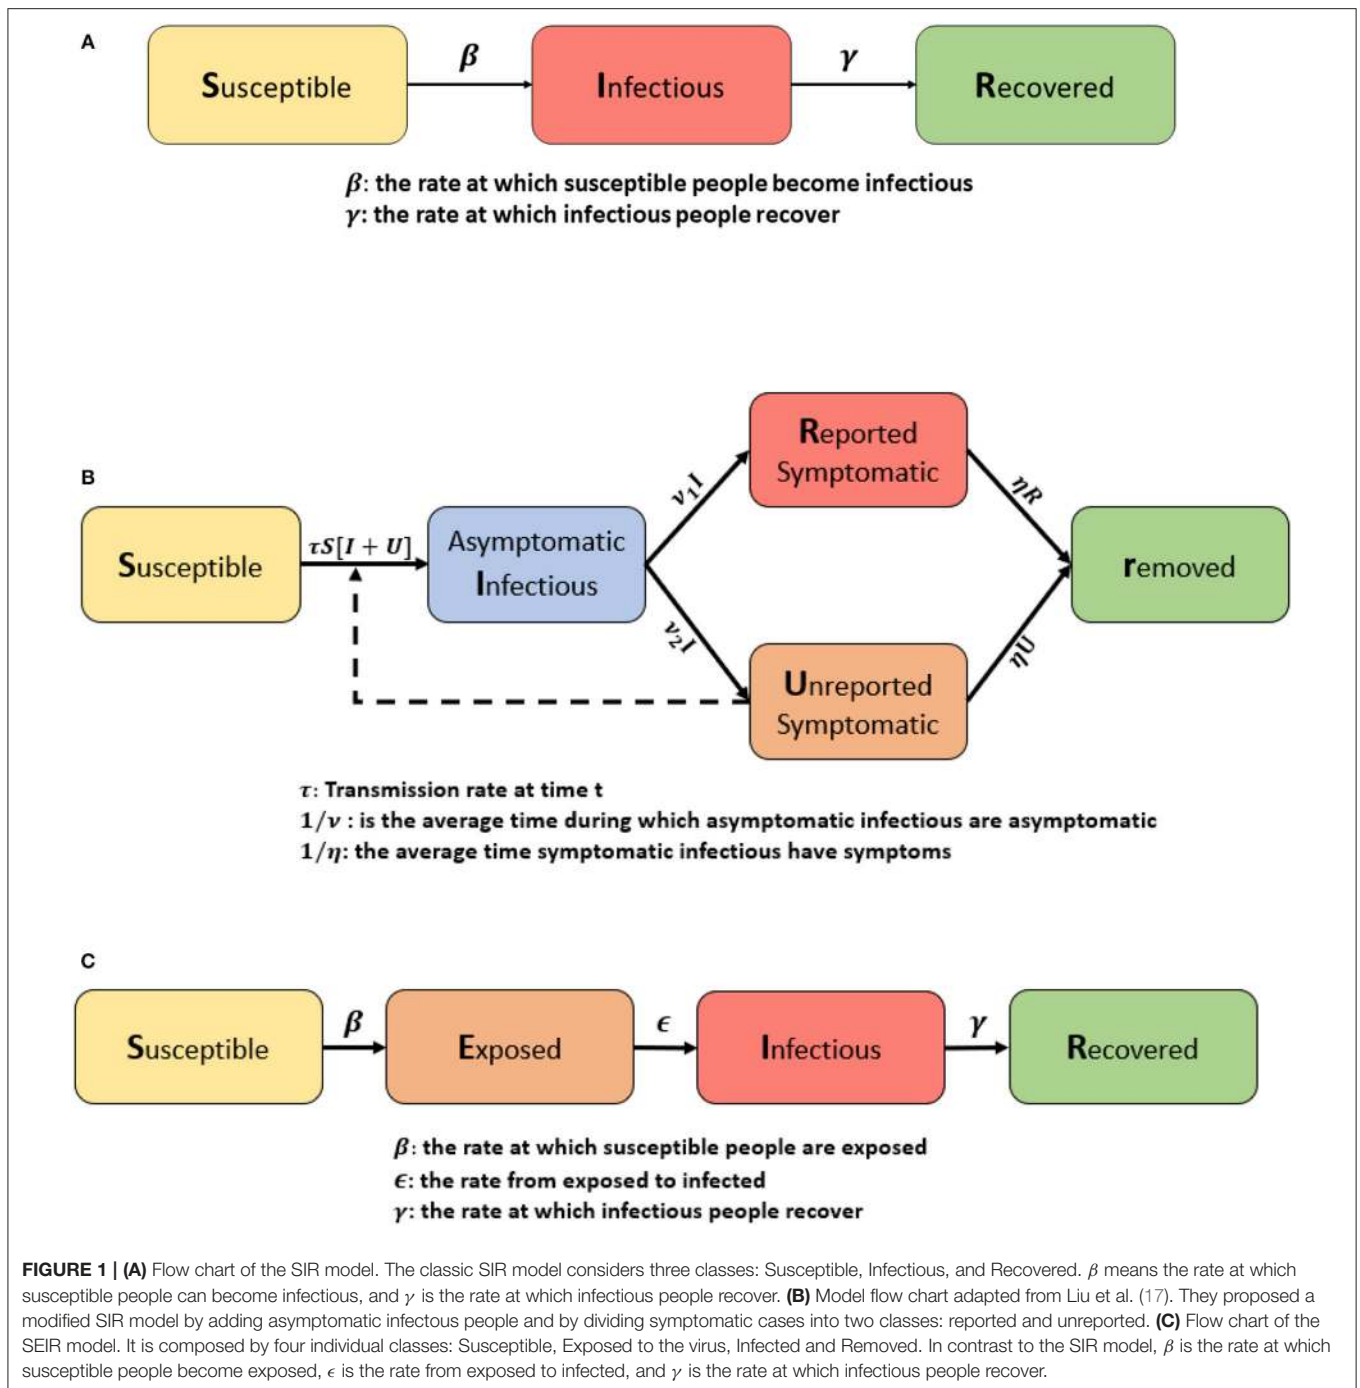 A
Susceptible
β
Infectious
γ
Recovered
β: the rate at which susceptible people become infectious
γ: the rate at which infectious people recover
B
Susceptible
τS[I + U]
Asymptomatic
Infectious
ν₁I
ν₂I
Reported
Symptomatic
Unreported
Symptomatic
ηR
ηU
removed
τ: Transmission rate at time t
1/ν : is the average time during which asymptomatic infectious are asymptomatic
1/η: the average time symptomatic infectious have symptoms
C
Susceptible
β
Exposed
ϵ
Infectious
γ
Recovered
β: the rate at which susceptible people are exposed
ϵ: the rate from exposed to infected
γ: the rate at which infectious people recover
FIGURE 1 | (A) Flow chart of the SIR model. The classic SIR model considers three classes: Susceptible, Infectious, and Recovered. β means the rate at which
susceptible people can become infectious, and γ is the rate at which infectious people recover. (B) Model flow chart adapted from Liu et al. (17). They proposed a
modified SIR model by adding asymptomatic infectous people and by dividing symptomatic cases into two classes: reported and unreported. (C) Flow chart of the
SEIR model. It is composed by four individual classes: Susceptible, Exposed to the virus, Infected and Removed. In contrast to the SIR model, β is the rate at which
susceptible people become exposed, ϵ is the rate from exposed to infected, and γ is the rate at which infectious people recover.